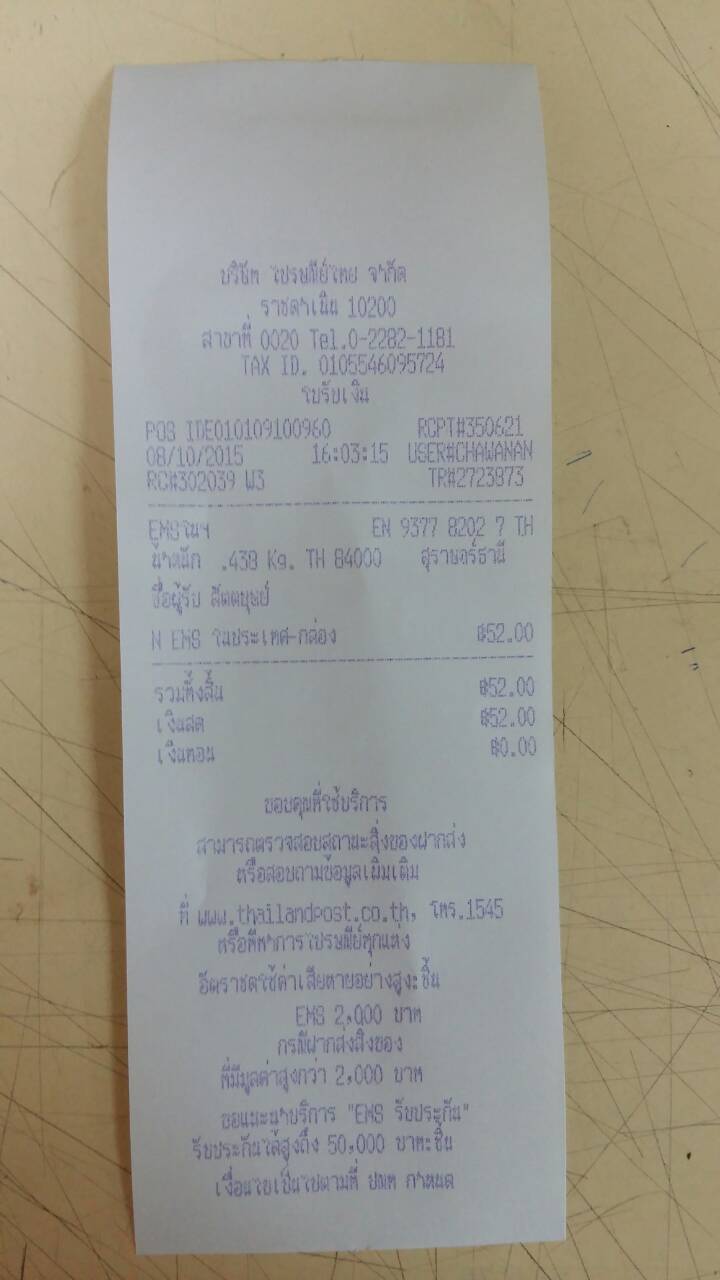 บริษัท ไปรษณีย์ไทย จำกัด
ราชดำเนิน 10200
สาขาที่ 0020 Tel.0-2282-1181
TAX ID. 0105546095724
ใบรับเงิน
POS IDE010109100960 RCPT#350621
08/10/2015 16:03:15 USER#CHAWANAN
RC#302039 W3 TR#2723873
EMSในฯ EN 9377 8202 7 TH
น้ำหนัก .438 Kg. TH 84000 สุราษฎร์ธานี
ชื่อผู้รับ สัตตบุษย์
N EMS ในประเทศ-กล่อง ฿52.00
รวมทั้งสิ้น ฿52.00
เงินสด ฿52.00
เงินทอน ฿0.00
ขอบคุณที่ใช้บริการ
สามารถตรวจสอบสถานะสิ่งของฝากส่ง
หรือสอบถามข้อมูลเพิ่มเติม
ที่ www.thailandpost.co.th, โทร.1545
หรือที่ทำการไปรษณีย์ทุกแห่ง
อัตราชดใช้ค่าเสียหายอย่างสูง:ชิ้น
EMS 2,000 บาท
กรณีฝากส่งสิ่งของ
ที่มีมูลค่าสูงกว่า 2,000 บาท
ขอแนะนำบริการ "EMS รับประกัน"
รับประกันได้สูงถึง 50,000 บาท:ชิ้น
เงื่อนไขเป็นไปตามที่ ปณท กำหนด